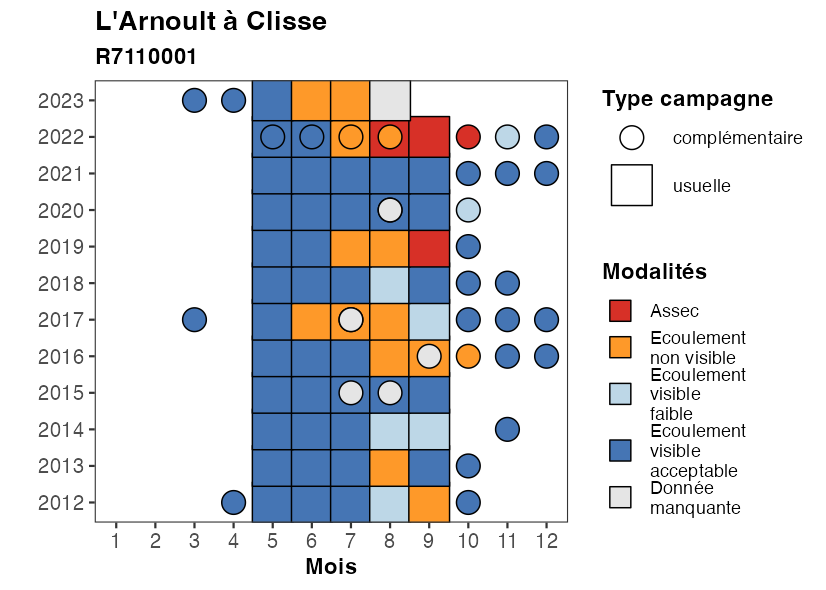 L'Arnoult à Clisse
R7110001
2023
2022
2021
2020
2019
2018
2017
2016
2015
2014
2013
2012
1 2 3 4 5 6 7 8 9 10 11 12
Mois
Type campagne
complémentaire
usuelle
Modalités
Assec
Ecoulement
non visible
Ecoulement
visible
faible
Ecoulement
visible
acceptable
Donnée
manquante